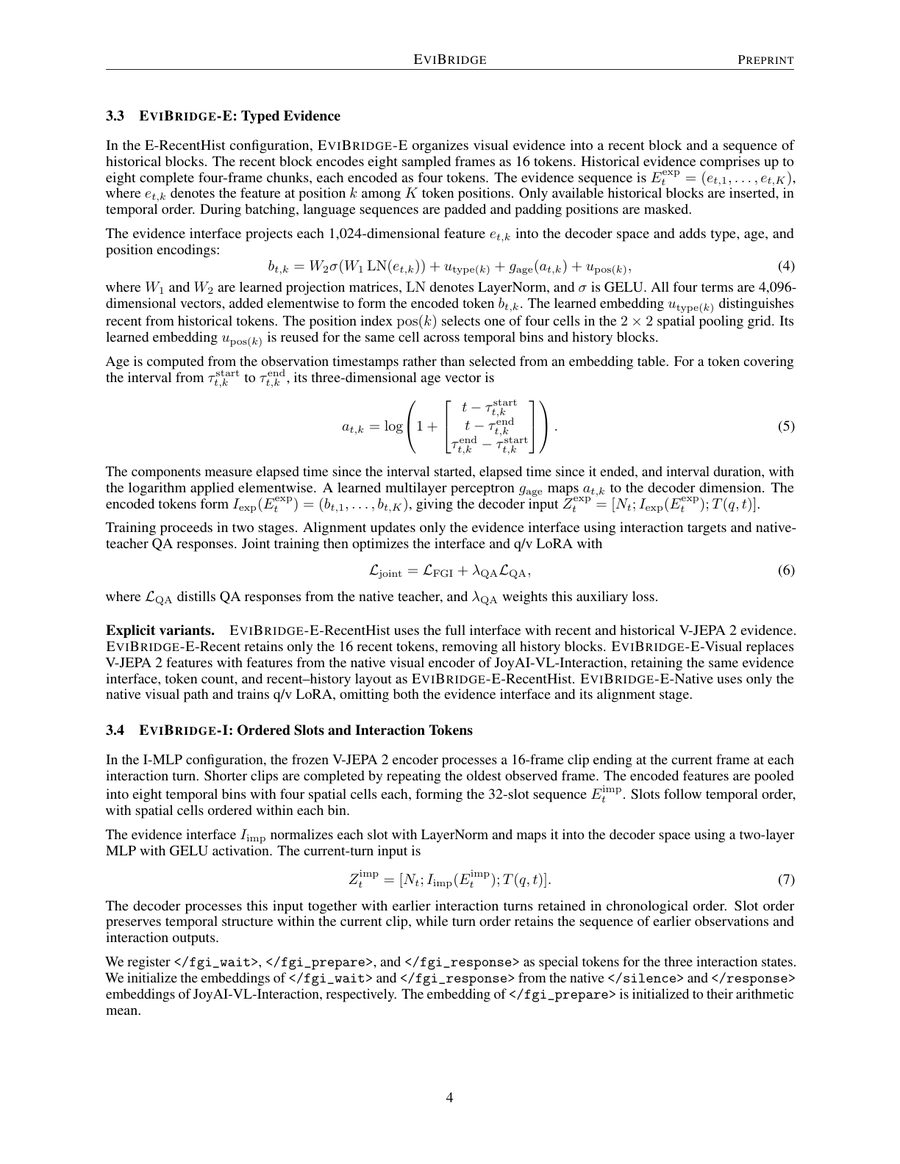 EVIBRIDGE
PREPRINT
3.3 EVIBRIDGE-E: Typed Evidence
In the E-RecentHist configuration, EVIBRIDGE-E organizes visual evidence into a recent block and a sequence of
historical blocks. The recent block encodes eight sampled frames as 16 tokens. Historical evidence comprises up to
eight complete four-frame chunks, each encoded as four tokens. The evidence sequence is E_t^exp = (e_{t,1}, . . . , e_{t,K}),
where e_{t,k} denotes the feature at position k among K token positions. Only available historical blocks are inserted, in
temporal order. During batching, language sequences are padded and padding positions are masked.
The evidence interface projects each 1,024-dimensional feature e_{t,k} into the decoder space and adds type, age, and
position encodings:
b_{t,k} = W_2σ(W_1 LN(e_{t,k})) + u_{type(k)} + g_{age}(a_{t,k}) + u_{pos(k)}, (4)
where W_1 and W_2 are learned projection matrices, LN denotes LayerNorm, and σ is GELU. All four terms are 4,096-
dimensional vectors, added elementwise to form the encoded token b_{t,k}. The learned embedding u_{type(k)} distinguishes
recent from historical tokens. The position index pos(k) selects one of four cells in the 2 × 2 spatial pooling grid. Its
learned embedding u_{pos(k)} is reused for the same cell across temporal bins and history blocks.
Age is computed from the observation timestamps rather than selected from an embedding table. For a token covering
the interval from τ_{t,k}^{start} to τ_{t,k}^{end}, its three-dimensional age vector is
a_{t,k} = log(1 + [t − τ_{t,k}^{start}
t − τ_{t,k}^{end}
τ_{t,k}^{end} − τ_{t,k}^{start}]). (5)
The components measure elapsed time since the interval started, elapsed time since it ended, and interval duration, with
the logarithm applied elementwise. A learned multilayer perceptron g_{age} maps a_{t,k} to the decoder dimension. The
encoded tokens form I_{exp}(E_t^{exp}) = (b_{t,1}, . . . , b_{t,K}), giving the decoder input Z_t^{exp} = [N_t; I_{exp}(E_t^{exp}); T(q, t)].
Training proceeds in two stages. Alignment updates only the evidence interface using interaction targets and native-
teacher QA responses. Joint training then optimizes the interface and q/v LoRA with
L_{joint} = L_{FGI} + λ_{QA}L_{QA}, (6)
where L_{QA} distills QA responses from the native teacher, and λ_{QA} weights this auxiliary loss.
Explicit variants. EVIBRIDGE-E-RecentHist uses the full interface with recent and historical V-JEPA 2 evidence.
EVIBRIDGE-E-Recent retains only the 16 recent tokens, removing all history blocks. EVIBRIDGE-E-Visual replaces
V-JEPA 2 features with features from the native visual encoder of JoyAI-VL-Interaction, retaining the same evidence
interface, token count, and recent–history layout as EVIBRIDGE-E-RecentHist. EVIBRIDGE-E-Native uses only the
native visual path and trains q/v LoRA, omitting both the evidence interface and its alignment stage.
3.4 EVIBRIDGE-I: Ordered Slots and Interaction Tokens
In the I-MLP configuration, the frozen V-JEPA 2 encoder processes a 16-frame clip ending at the current frame at each
interaction turn. Shorter clips are completed by repeating the oldest observed frame. The encoded features are pooled
into eight temporal bins with four spatial cells each, forming the 32-slot sequence E_t^{imp}. Slots follow temporal order,
with spatial cells ordered within each bin.
The evidence interface I_{imp} normalizes each slot with LayerNorm and maps it into the decoder space using a two-layer
MLP with GELU activation. The current-turn input is
Z_t^{imp} = [N_t; I_{imp}(E_t^{imp}); T(q, t)]. (7)
The decoder processes this input together with earlier interaction turns retained in chronological order. Slot order
preserves temporal structure within the current clip, while turn order retains the sequence of earlier observations and
interaction outputs.
We register </fgi_wait>, </fgi_prepare>, and </fgi_response> as special tokens for the three interaction states.
We initialize the embeddings of </fgi_wait> and </fgi_response> from the native </silence> and </response>
embeddings of JoyAI-VL-Interaction, respectively. The embedding of </fgi_prepare> is initialized to their arithmetic
mean.
4